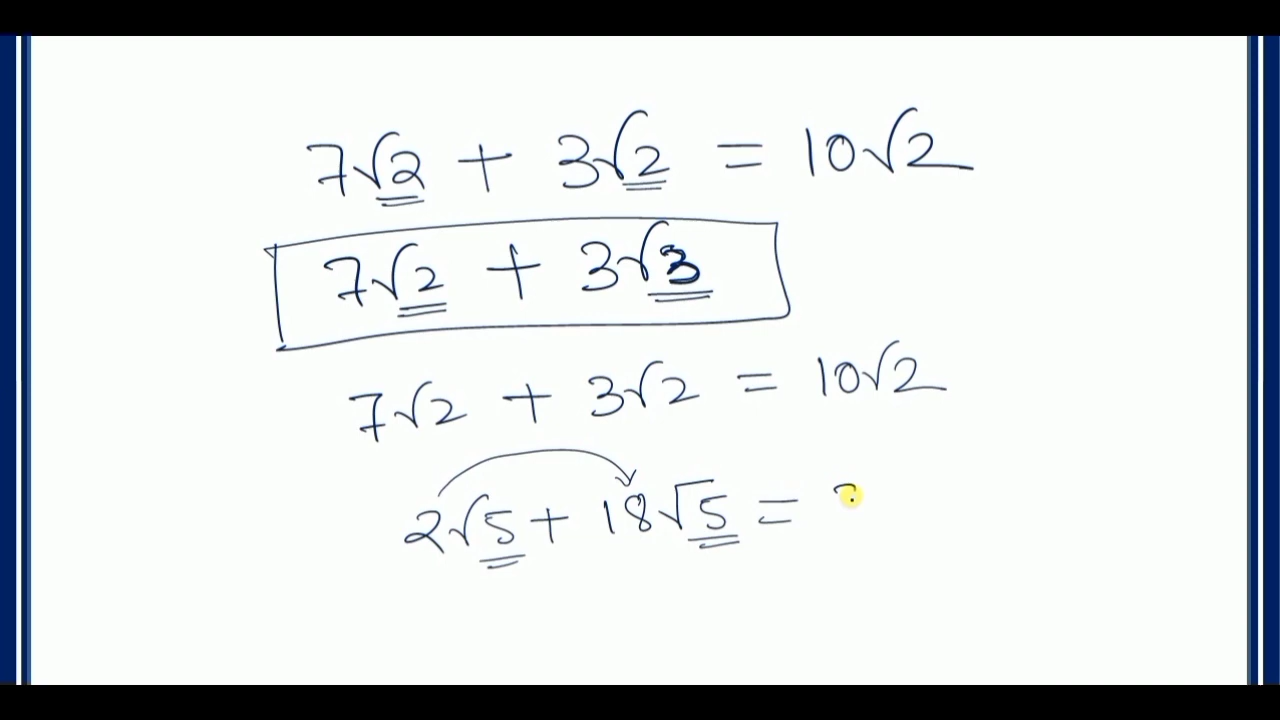 7√2 + 3√2 = 10√2
7√2 + 3√3
7√2 + 3√2 = 10√2
2√5 + 18√5 =